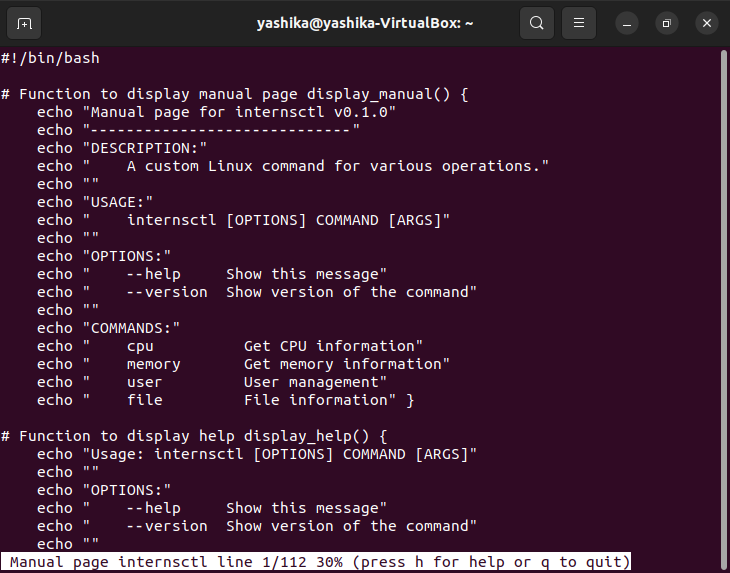 yashika@yashika-VirtualBox: ~
#!/bin/bash

# Function to display manual page display_manual() {
    echo "Manual page for internsctl v0.1.0"
    echo "-----------------------------"
    echo "DESCRIPTION:"
    echo "    A custom Linux command for various operations."
    echo ""
    echo "USAGE:"
    echo "    internsctl [OPTIONS] COMMAND [ARGS]"
    echo ""
    echo "OPTIONS:"
    echo "    --help     Show this message"
    echo "    --version  Show version of the command"
    echo ""
    echo "COMMANDS:"
    echo "    cpu          Get CPU information"
    echo "    memory       Get memory information"
    echo "    user         User management"
    echo "    file         File information" }

# Function to display help display_help() {
    echo "Usage: internsctl [OPTIONS] COMMAND [ARGS]"
    echo ""
    echo "OPTIONS:"
    echo "    --help     Show this message"
    echo "    --version  Show version of the command"
    echo ""
 Manual page internsctl line 1/112 30% (press h for help or q to quit)